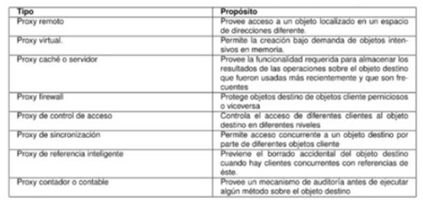 Tipo Propósito
Proxy remoto Provee acceso a un objeto localizado en un espacio
de direcciones diferente.
Proxy virtual. Permite la creación bajo demanda de objetos inten-
sivos en memoria.
Proxy caché o servidor Provee la funcionalidad requerida para almacenar los
resultados de las operaciones sobre el objeto destino
que fueron usadas más recientemente y que son fre-
cuentes
Proxy firewall Protege objetos destino de objetos cliente perniciosos
o viceversa
Proxy de control de acceso Controla el acceso de diferentes clientes al objeto
destino en diferentes niveles
Proxy de sincronización Permite acceso concurrente a un objeto destino por
parte de diferentes objetos cliente
Proxy de referencia inteligente Previene el borrado accidental del objeto destino
cuando hay clientes concurrentes con referencias de
éste.
Proxy contador o contable Provee un mecanismo de auditoría antes de ejecutar
algún método sobre el objeto destino